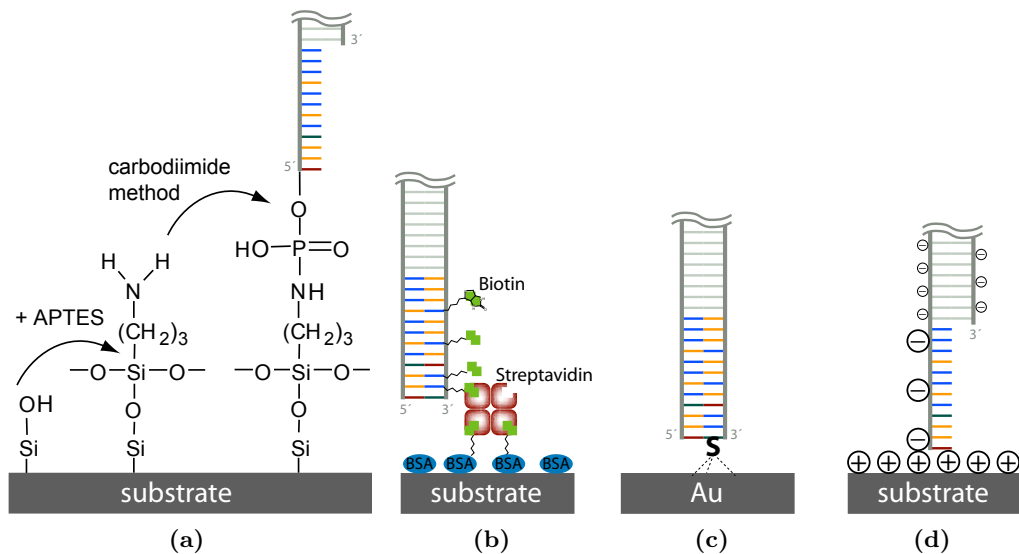 3´
5´
carbodiimide
method
O
HO—P=O
H H
N
NH
+ APTES
(CH₂)₃
(CH₂)₃
—O—Si—O—
—O—Si—O—
OH
O
O
Si
Si
Si
substrate
(a)
Biotin
Streptavidin
5´ 3´
BSA BSA BSA BSA
substrate
(b)
5´ 3´
S
Au
(c)
− − − − − − −
3´
− − −
+ + + + + +
substrate
(d)